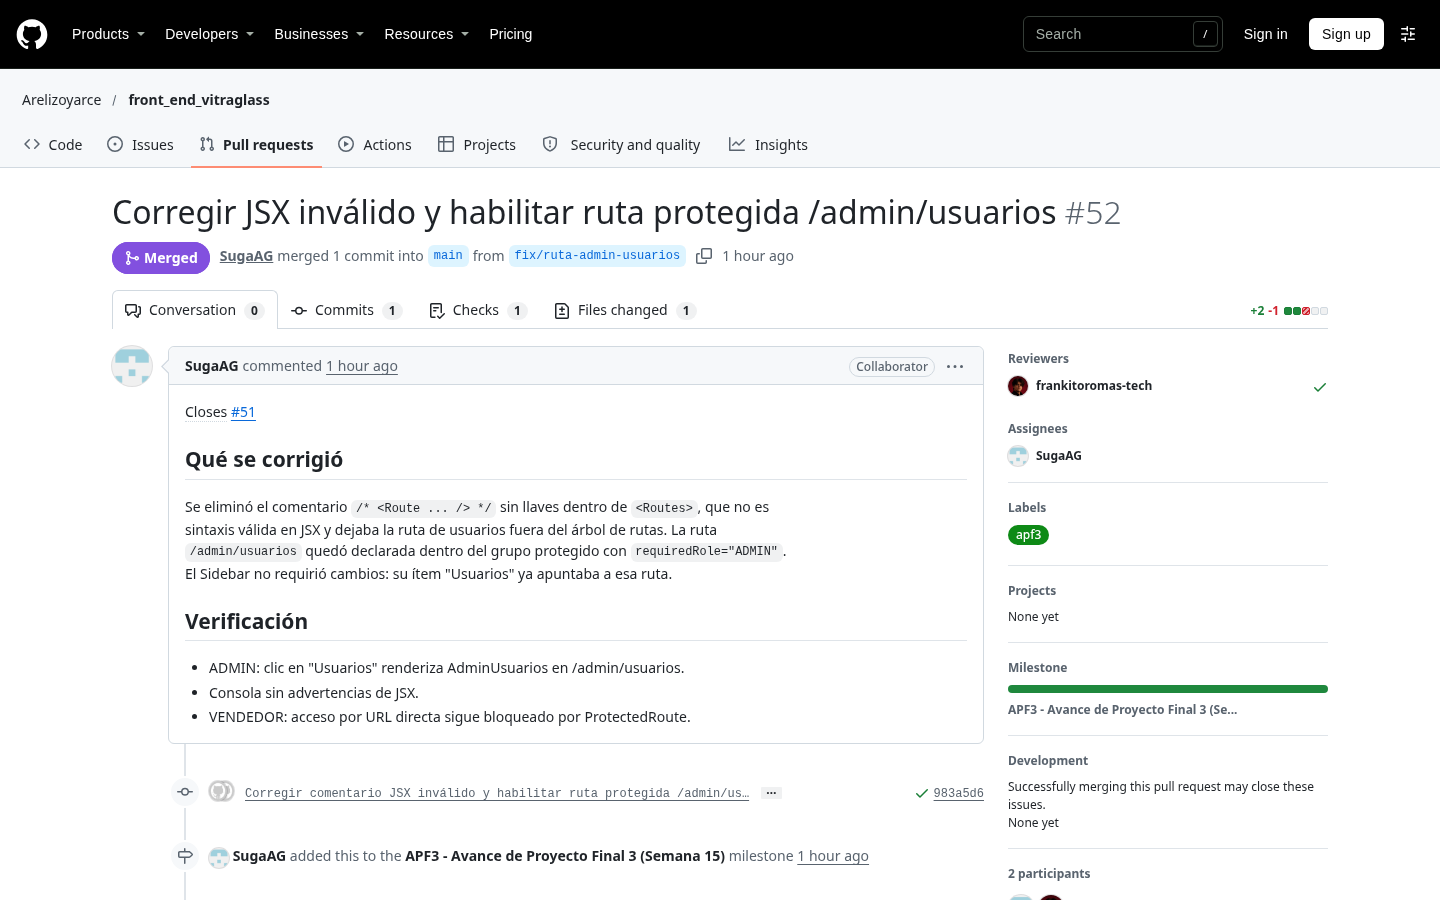 Products Developers Businesses Resources Pricing Search / Sign in Sign up
Arelizoyarce / front_end_vitraglass
Code Issues Pull requests Actions Projects Security and quality Insights
Corregir JSX inválido y habilitar ruta protegida /admin/usuarios #52
Merged SugaAG merged 1 commit into main from fix/ruta-admin-usuarios 1 hour ago
Conversation 0 Commits 1 Checks 1 Files changed 1 +2 -1
SugaAG commented 1 hour ago Collaborator
Closes #51
Qué se corrigió
Se eliminó el comentario /* <Route ... /> */ sin llaves dentro de <Routes>, que no es
sintaxis válida en JSX y dejaba la ruta de usuarios fuera del árbol de rutas. La ruta
/admin/usuarios quedó declarada dentro del grupo protegido con requiredRole="ADMIN".
El Sidebar no requirió cambios: su ítem "Usuarios" ya apuntaba a esa ruta.
Verificación
ADMIN: clic en "Usuarios" renderiza AdminUsuarios en /admin/usuarios.
Consola sin advertencias de JSX.
VENDEDOR: acceso por URL directa sigue bloqueado por ProtectedRoute.
Corregir comentario JSX inválido y habilitar ruta protegida /admin/us… ... 983a5d6
SugaAG added this to the APF3 - Avance de Proyecto Final 3 (Semana 15) milestone 1 hour ago
Reviewers
frankitoromas-tech
Assignees
SugaAG
Labels
apf3
Projects
None yet
Milestone
APF3 - Avance de Proyecto Final 3 (Se...
Development
Successfully merging this pull request may close these
issues.
None yet
2 participants